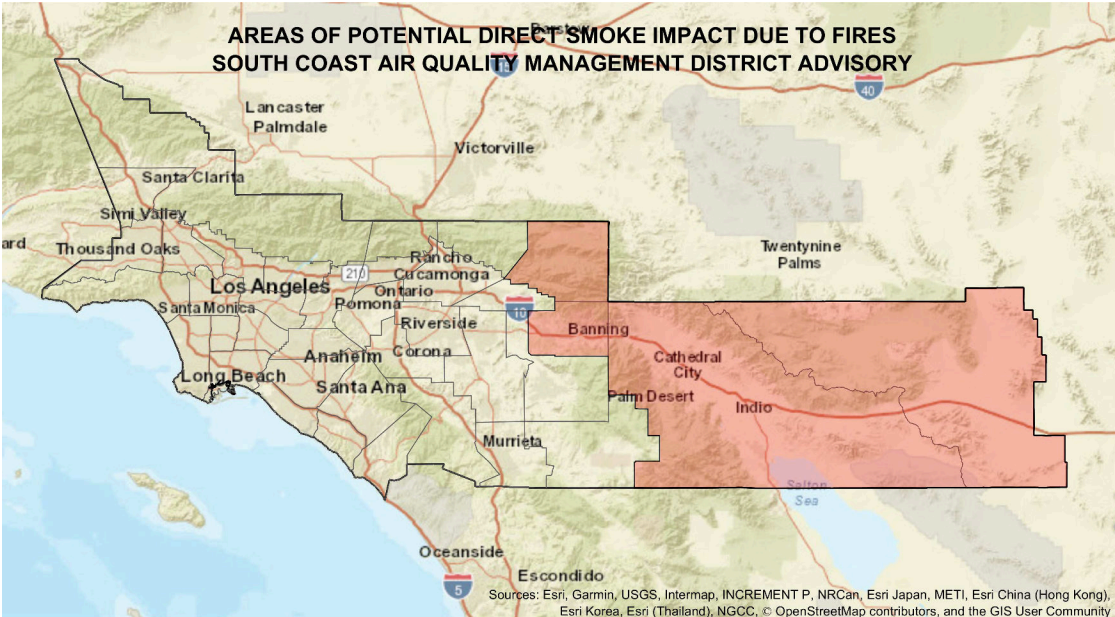 AREAS OF POTENTIAL DIRECT SMOKE IMPACT DUE TO FIRES
SOUTH COAST AIR QUALITY MANAGEMENT DISTRICT ADVISORY
Barstow
15
40
Lancaster
Palmdale
Victorville
Santa Clarita
Simi Valley
ard
Thousand Oaks
Twentynine
Palms
Rancho
Cucamonga
210
Los Angeles
Ontario
Santa Monica
Pomona
10
Riverside
Banning
Anaheim
Corona
Cathedral
City
Long Beach
Santa Ana
Palm Desert
Indio
Murrieta
Salton
Sea
Oceanside
Escondido
5
Sources: Esri, Garmin, USGS, Intermap, INCREMENT P, NRCan, Esri Japan, METI, Esri China (Hong Kong),
Esri Korea, Esri (Thailand), NGCC, © OpenStreetMap contributors, and the GIS User Community